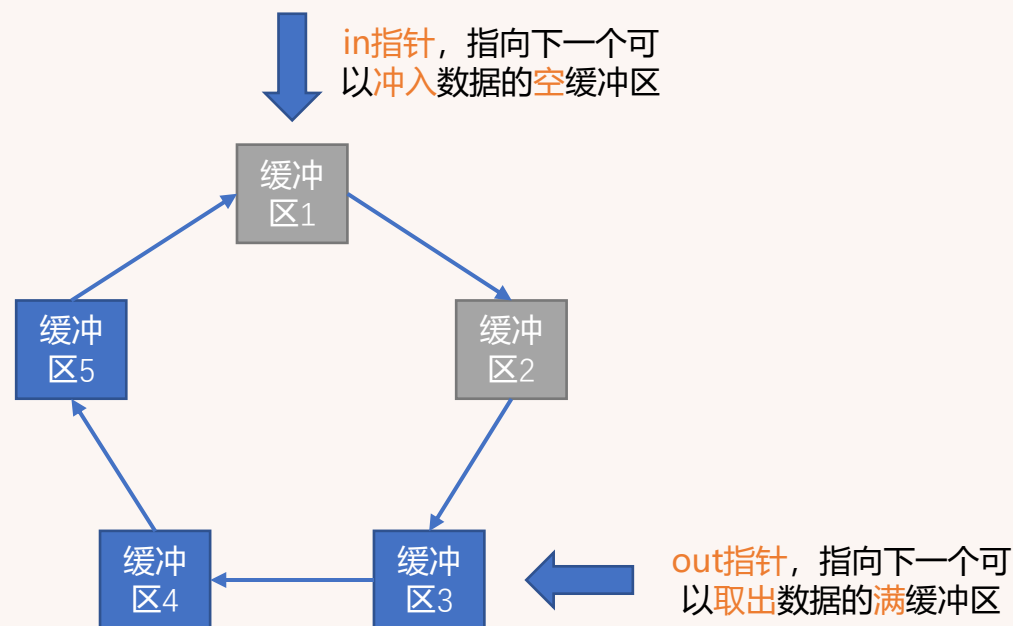 in指针，指向下一个可
以冲入数据的空缓冲区
缓冲
区1
缓冲
区5
缓冲
区2
缓冲
区4
缓冲
区3
out指针，指向下一个可
以取出数据的满缓冲区